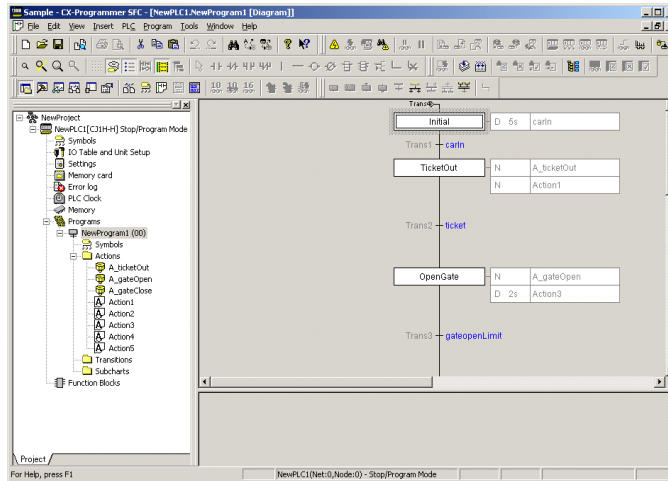 Sample - CX-Programmer SFC - [NewPLC1.NewProgram1 [Diagram]]
File Edit View Insert PLC Program Tools Window Help
NewProject
NewPLC1[CJ1H-H] Stop/Program Mode
Symbols
IO Table and Unit Setup
Settings
Memory card
Error log
PLC Clock
Memory
Programs
NewProgram1 (00)
Symbols
Actions
A_ticketOut
A_gateOpen
A_gateClose
Action1
Action2
Action3
Action4
Action5
Transitions
Subcharts
Function Blocks
Project
Initial D 5s carIn
Trans1 carIn
TicketOut N A_ticketOut
N Action1
Trans2 ticket
OpenGate N A_gateOpen
D 2s Action3
Trans3 gateopenLimit
For Help, press F1
NewPLC1(Net:0,Node:0) - Stop/Program Mode